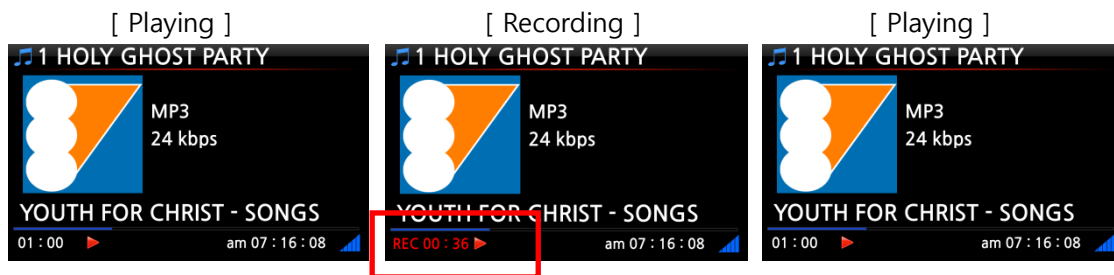 [ Playing ]
1 HOLY GHOST PARTY
MP3
24 kbps
YOUTH FOR CHRIST - SONGS
01 : 00 am 07 : 16 : 08
[ Recording ]
1 HOLY GHOST PARTY
MP3
24 kbps
YOUTH FOR CHRIST - SONGS
REC 00 : 36 am 07 : 16 : 08
[ Playing ]
1 HOLY GHOST PARTY
MP3
24 kbps
YOUTH FOR CHRIST - SONGS
01 : 00 am 07 : 16 : 08